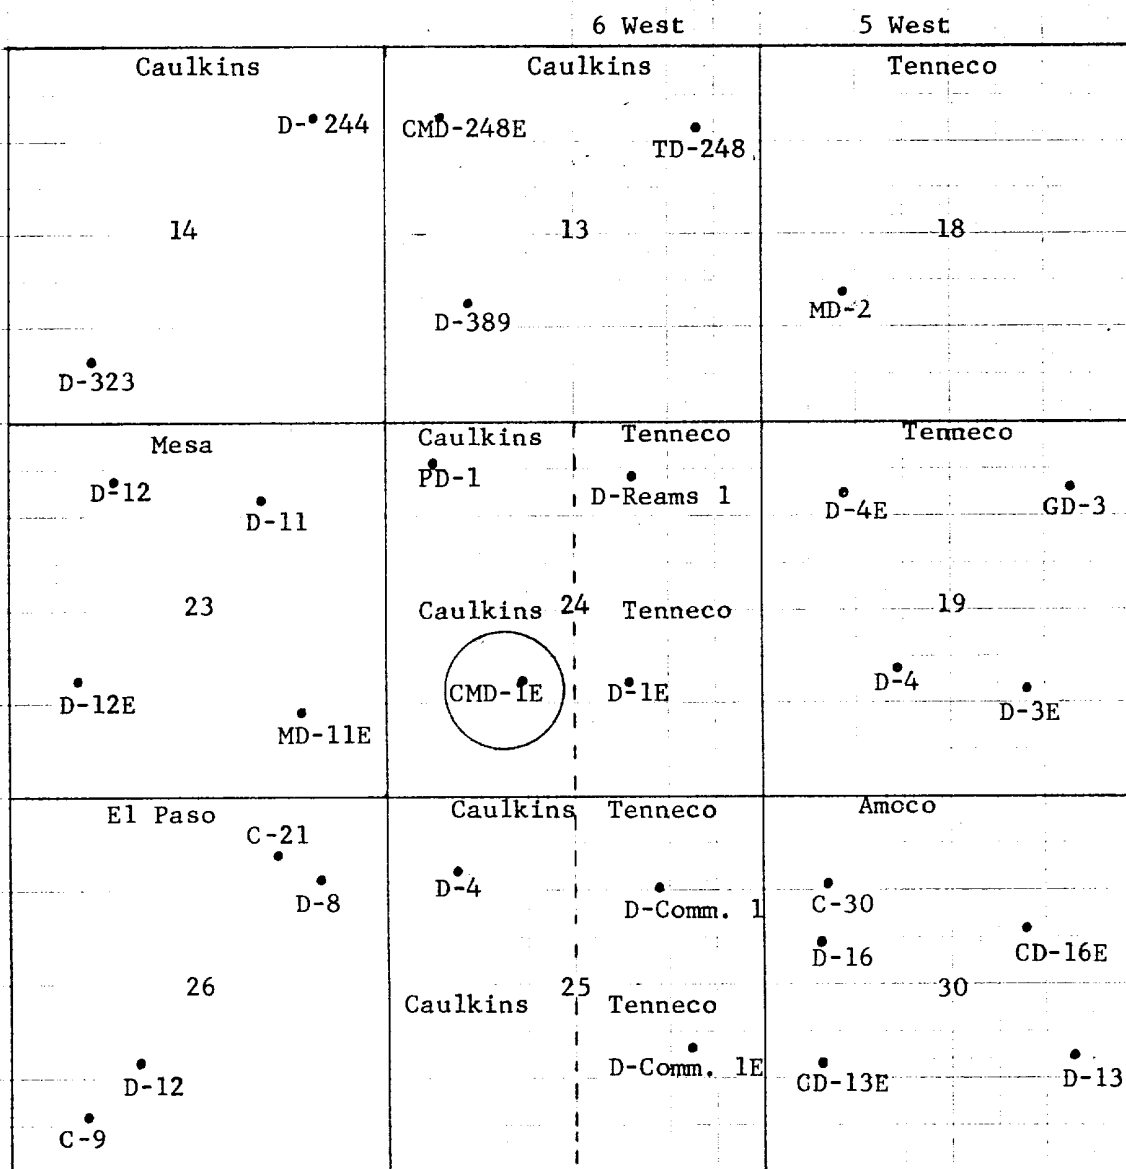 6 West 5 West
Caulkins Caulkins Tenneco
D- 244 CMD-248E TD-248
14 13 18
D-389 MD-2
D-323
Mesa Caulkins Tenneco Tenneco
D-12 D-11 PD-1 D-Reams 1 D-4E GD-3
23 Caulkins 24 Tenneco 19
D-12E MD-11E CMD-1E D-1E D-4 D-3E
El Paso Caulkins Tenneco Amoco
C-21
D-8 D-4 D-Comm. 1 C-30
D-16 CD-16E
26 25 30
Caulkins Tenneco
D-12 D-Comm. 1E CD-13E D-13
C-9